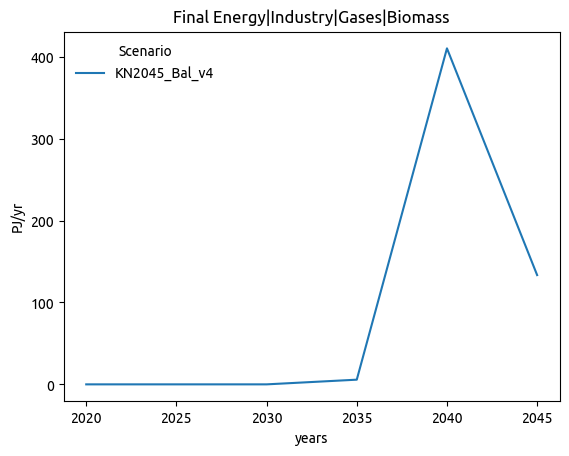 Final Energy|Industry|Gases|Biomass
Scenario
KN2045_Bal_v4
PJ/yr
400
300
200
100
0
2020 2025 2030 2035 2040 2045
years